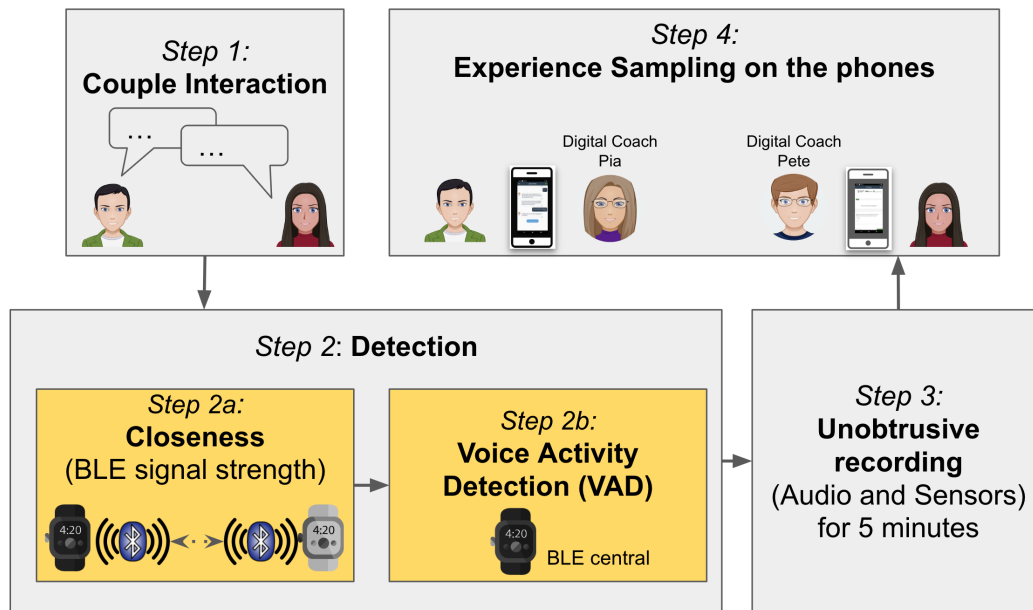 Step 1:
Couple Interaction
...
...
Step 4:
Experience Sampling on the phones
Digital Coach
Pia
Digital Coach
Pete
Step 2: Detection
Step 2a:
Closeness
(BLE signal strength)
4:20
4:20
Step 2b:
Voice Activity
Detection (VAD)
4:20
BLE central
Step 3:
Unobtrusive
recording
(Audio and Sensors)
for 5 minutes